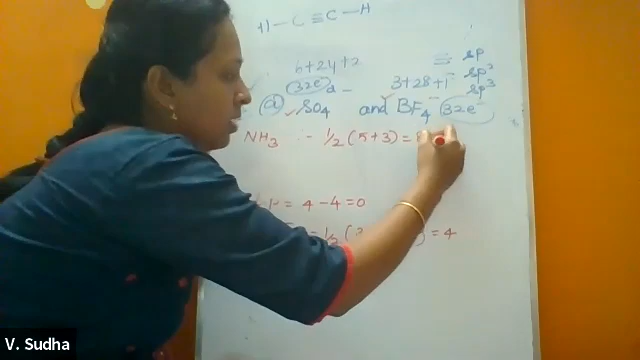 H-C≡C-H
6+24+2
32e⁻
3+28+1
= sp
sp²
sp³
a SO₄ and BF₄⁻ 32e⁻
NH₃ - 1/2 (5+3) =
= 4-4=0
= 1/2 ( ) = 4
V. Sudha